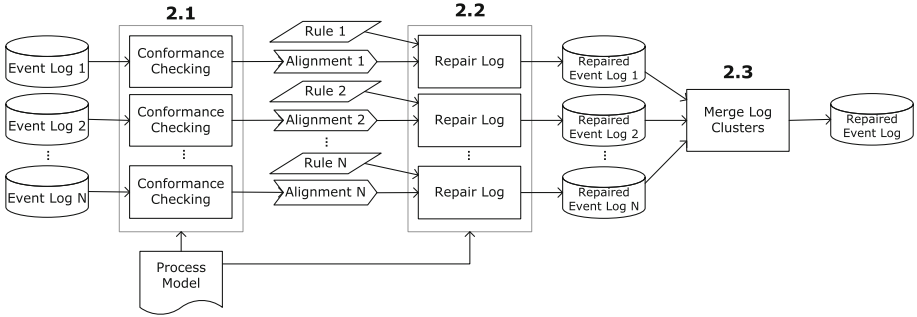 2.1
2.2
2.3
Event Log 1
Conformance
Checking
Rule 1
Alignment 1
Repair Log
Repaired
Event Log 1
Event Log 2
Conformance
Checking
Rule 2
Alignment 2
Repair Log
Repaired
Event Log 2
Merge Log
Clusters
Repaired
Event Log
Event Log N
Conformance
Checking
Rule N
Alignment N
Repair Log
Repaired
Event Log N
Process
Model